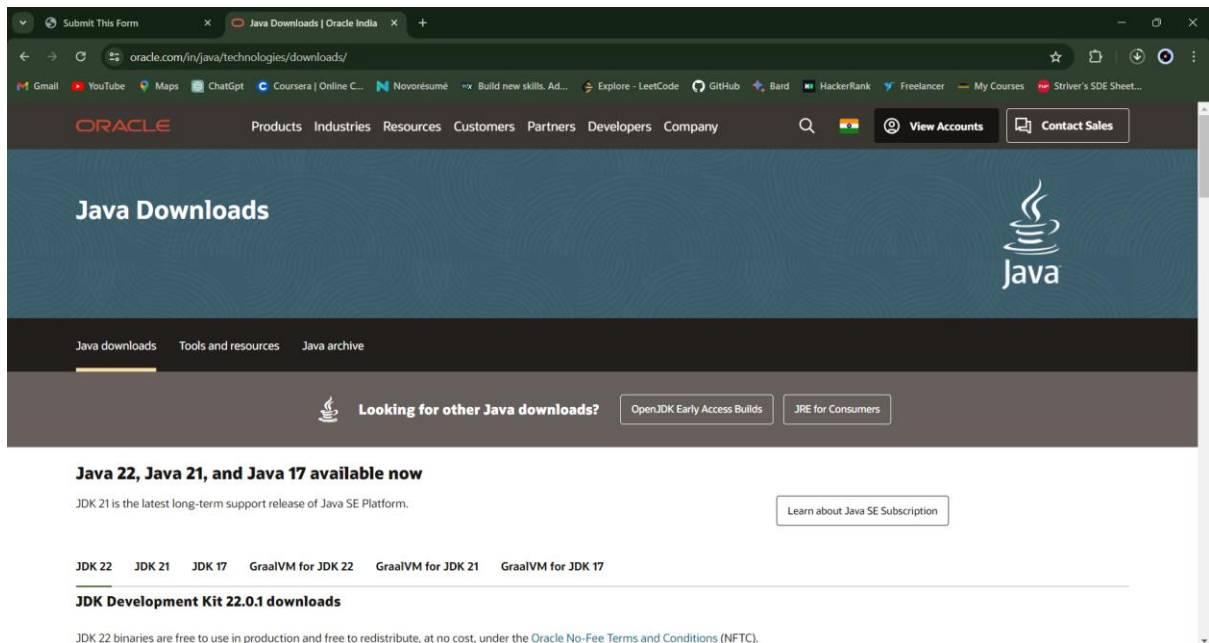 Submit This Form
Java Downloads | Oracle India
oracle.com/in/java/technologies/downloads/
Gmail YouTube Maps ChatGpt Coursera | Online C... Novorésumé Build new skills. Ad... Explore - LeetCode GitHub Bard HackerRank Freelancer My Courses Striver's SDE Sheet...
ORACLE Products Industries Resources Customers Partners Developers Company View Accounts Contact Sales
Java Downloads
Java
Java downloads Tools and resources Java archive
Looking for other Java downloads? OpenJDK Early Access Builds JRE for Consumers
Java 22, Java 21, and Java 17 available now
JDK 21 is the latest long-term support release of Java SE Platform.
Learn about Java SE Subscription
JDK 22 JDK 21 JDK 17 GraalVM for JDK 22 GraalVM for JDK 21 GraalVM for JDK 17
JDK Development Kit 22.0.1 downloads
JDK 22 binaries are free to use in production and free to redistribute, at no cost, under the Oracle No-Fee Terms and Conditions (NFTC).